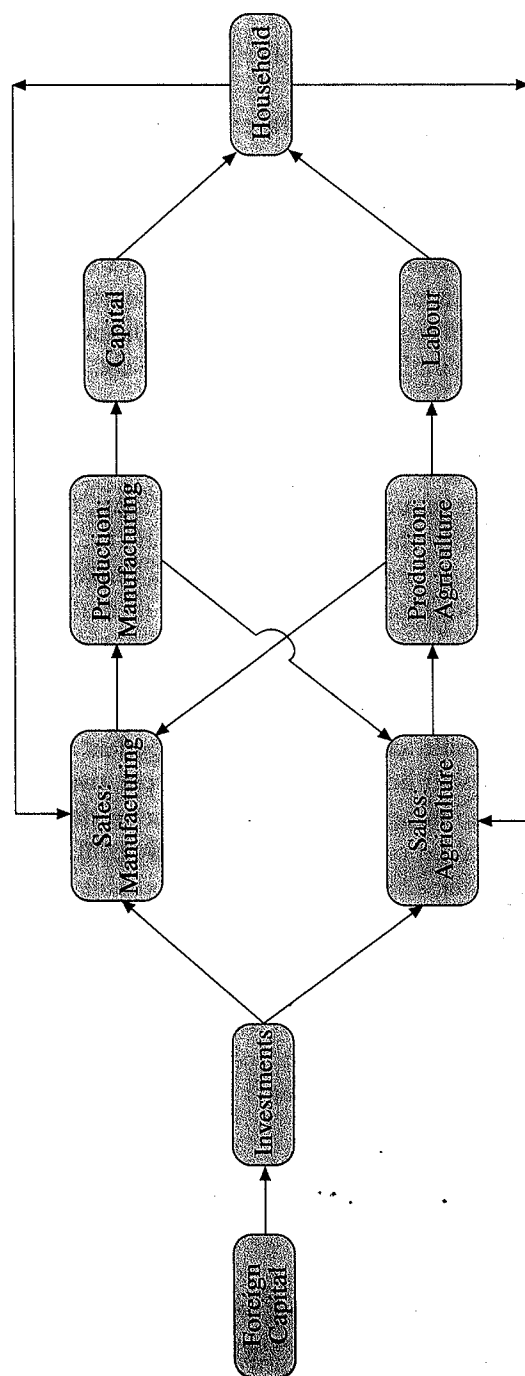 Foreign
Capital
Investments
Sales:
Manufacturing
Sales:
Agriculture
Production:
Manufacturing
Production:
Agriculture
Capital
Labour
Household